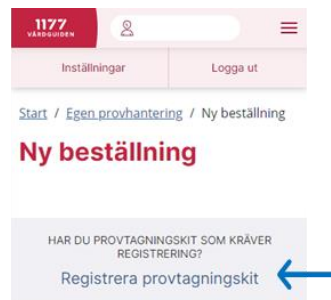 1177
VÅRDGUIDEN
Inställningar
Logga ut
Start / Egen provhantering / Ny beställning
Ny beställning
HAR DU PROVTAGNINGSKIT SOM KRÄVER
REGISTRERING?
Registrera provtagningskit